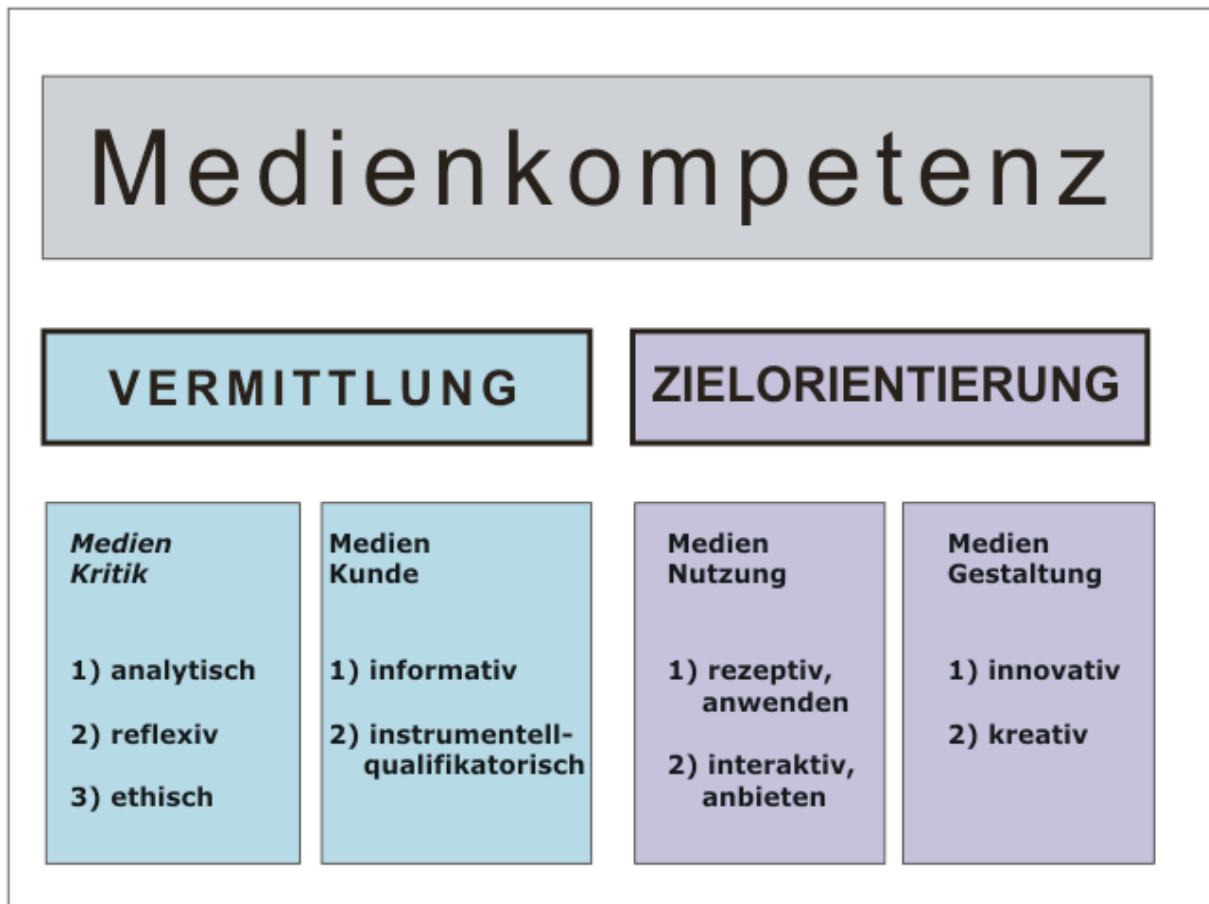 Medienkompetenz
VERMITTLUNG
ZIELORIENTIERUNG
Medien
Kritik
1) analytisch
2) reflexiv
3) ethisch
Medien
Kunde
1) informativ
2) instrumentell-
qualifikatorisch
Medien
Nutzung
1) rezeptiv,
anwenden
2) interaktiv,
anbieten
Medien
Gestaltung
1) innovativ
2) kreativ